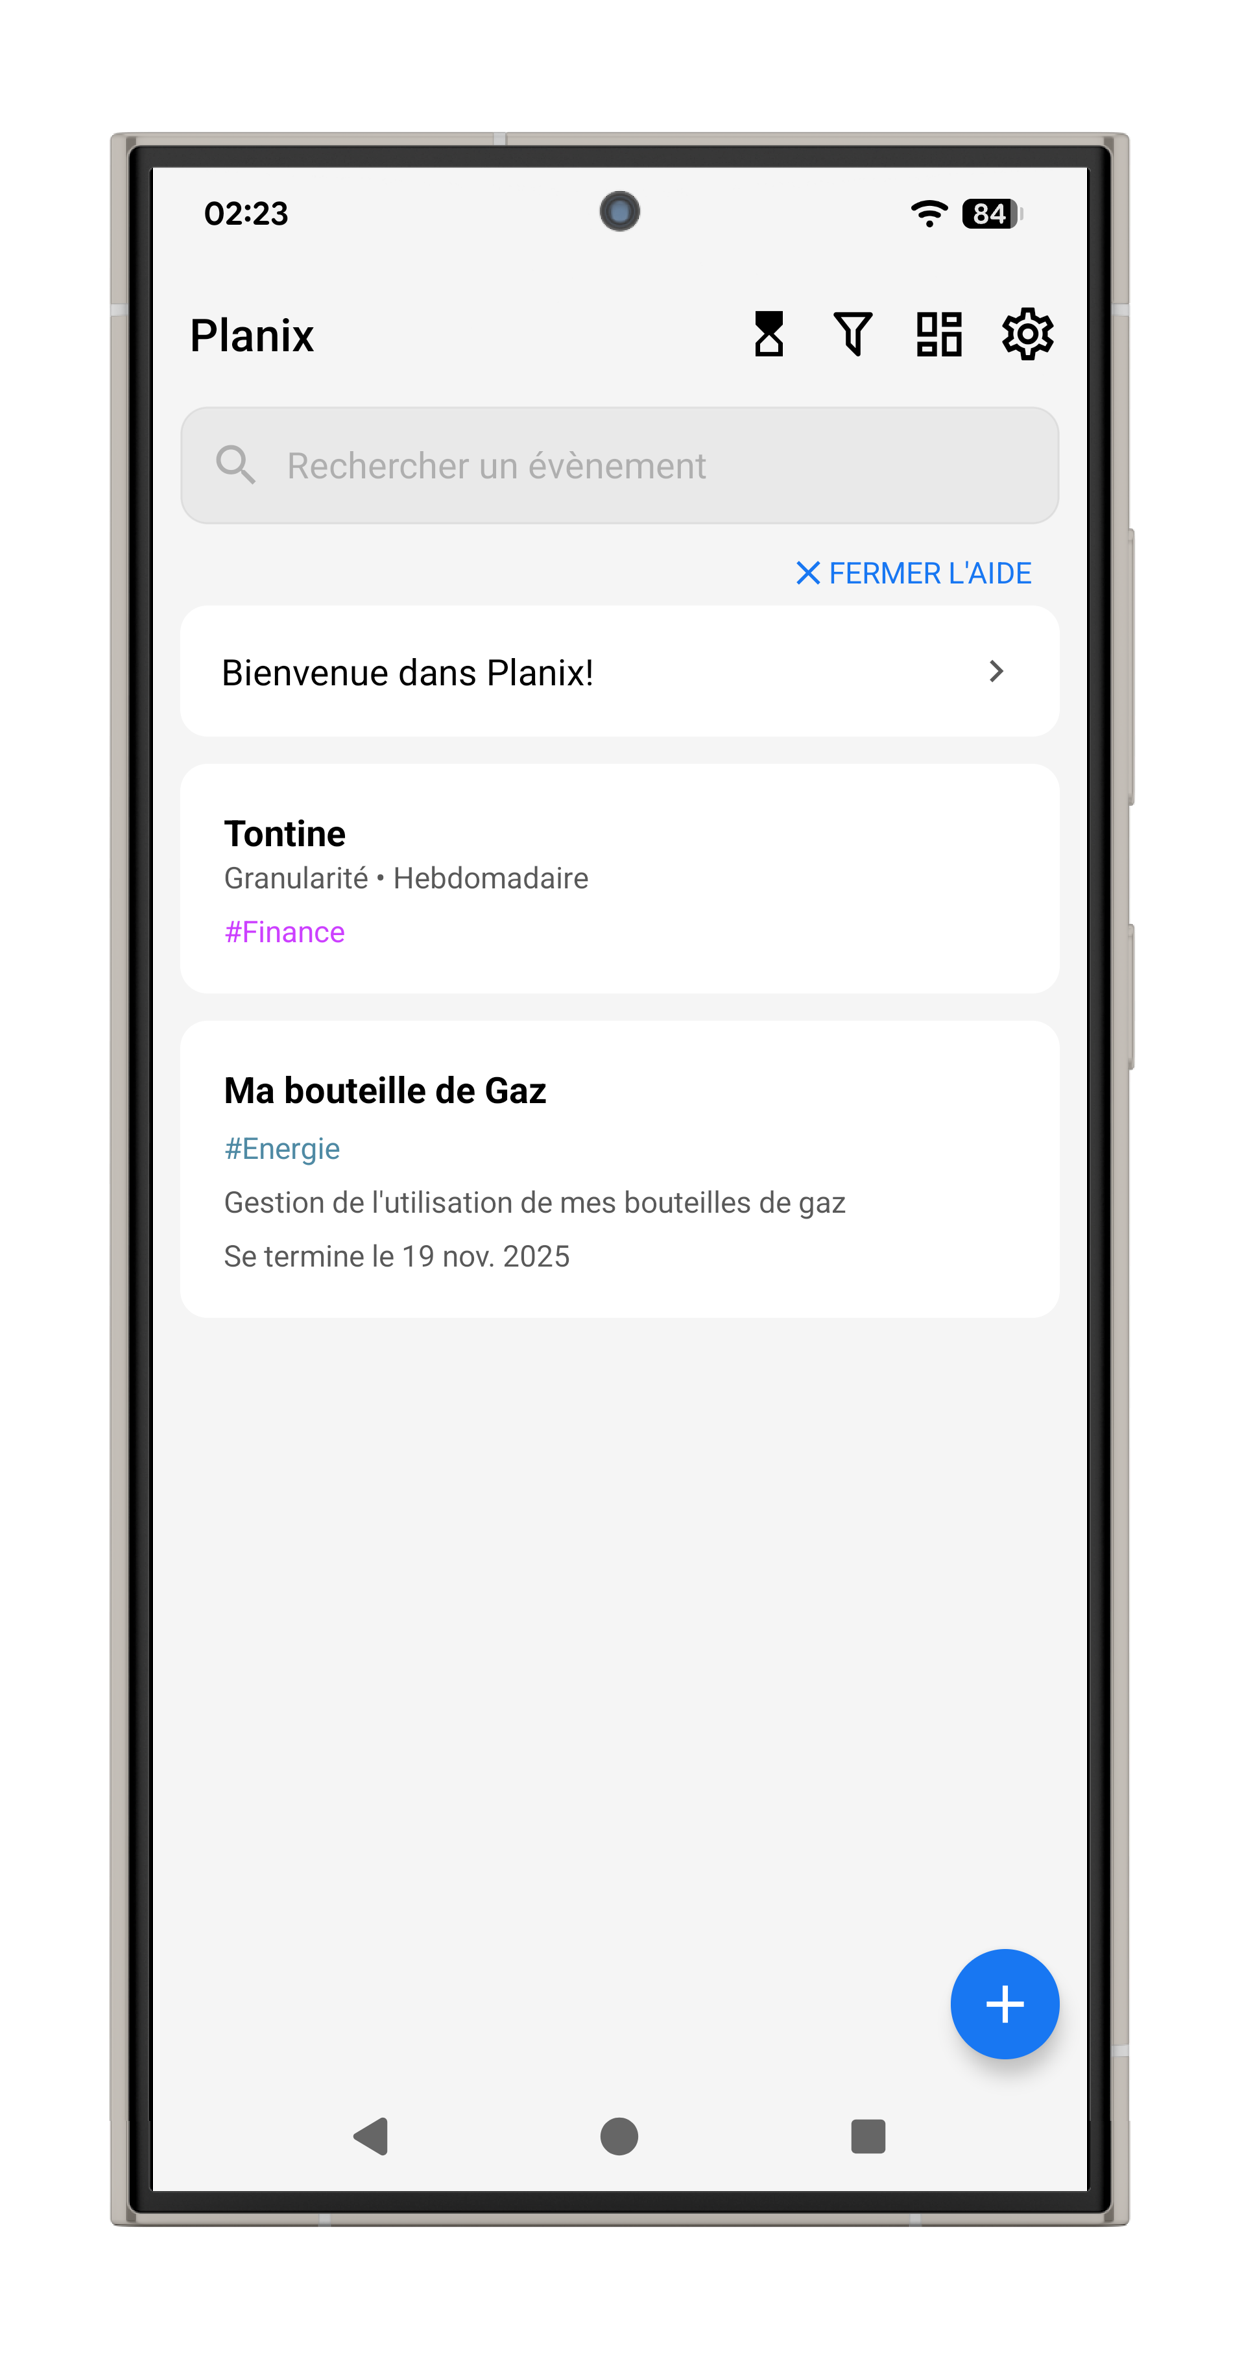 02:23
84
Planix
Rechercher un évènement
FERMER L'AIDE
Bienvenue dans Planix!
Tontine
Granularité • Hebdomadaire
#Finance
Ma bouteille de Gaz
#Energie
Gestion de l'utilisation de mes bouteilles de gaz
Se termine le 19 nov. 2025